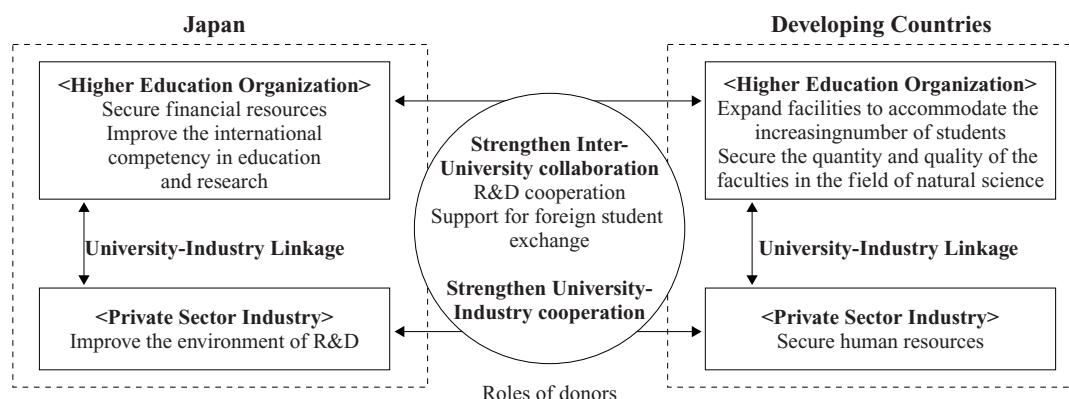 Japan
Developing Countries
<Higher Education Organization>
Secure financial resources
Improve the international
competency in education
and research
University-Industry Linkage
<Private Sector Industry>
Improve the environment of R&D
Strengthen Inter-
University collaboration
R&D cooperation
Support for foreign student
exchange
Strengthen University-
Industry cooperation
<Higher Education Organization>
Expand facilities to accommodate the
increasingnumber of students
Secure the quantity and quality of the
faculties in the field of natural science
University-Industry Linkage
<Private Sector Industry>
Secure human resources
Roles of donors